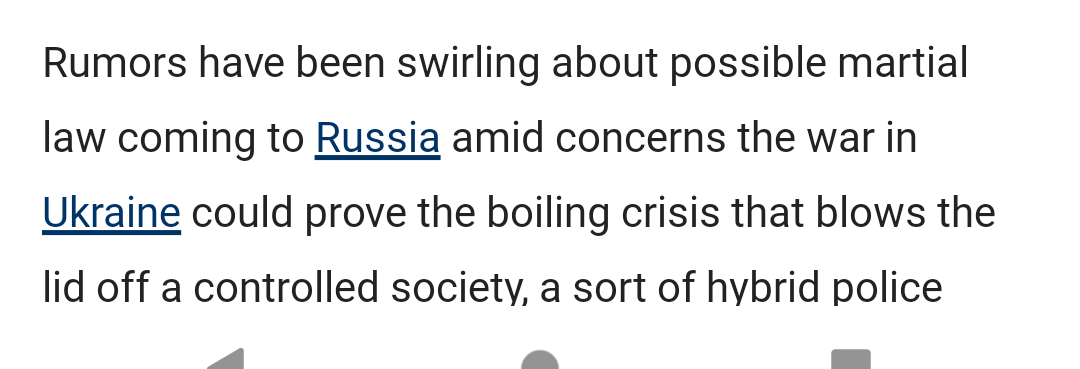 Rumors have been swirling about possible martial
law coming to Russia amid concerns the war in
Ukraine could prove the boiling crisis that blows the
lid off a controlled society, a sort of hybrid police